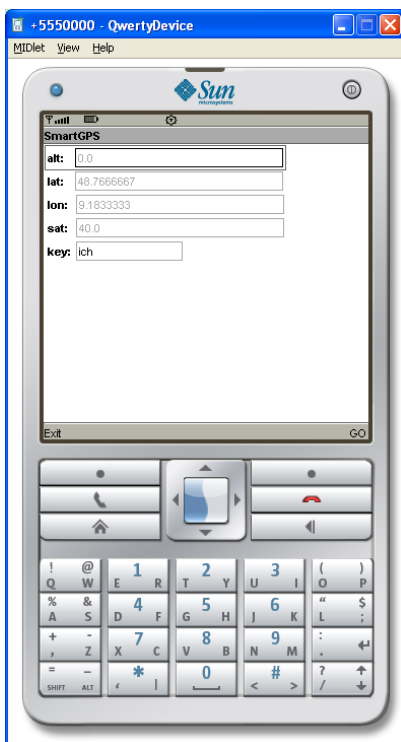 +5550000 - QwertyDevice
MIDlet View Help
Sun
microsystems
SmartGPS
alt: 0.0
lat: 48.7666667
lon: 9.1833333
sat: 40.0
key: ich
Exit GO
! @ 1 2 3 ( )
Q W E R T Y U I O P
% & 4 5 6 " $
A S D F G H J K L ;
+ - 7 8 9 :
, Z X C V B N M .
= – * 0 # ?
SHIFT ALT ‘ | < > /